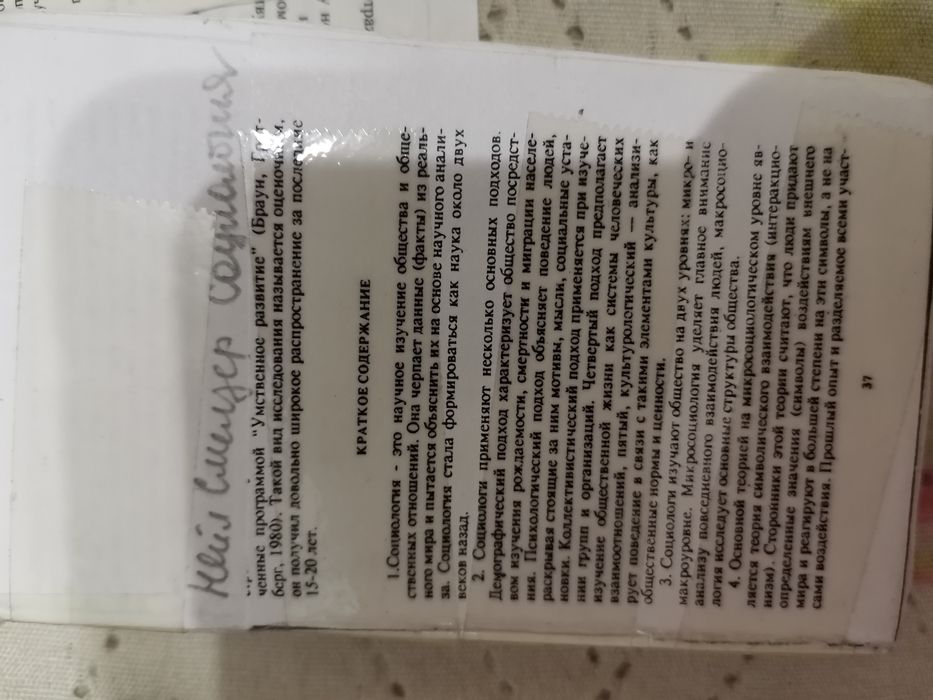 Нейл Смелзер социология
ченные програмой "Умственное развитие" (Браун,
берг, 1980). Такой вид исследования называется оценочным,
он получил довольно широкое распространение за последние
15-20 лет.
КРАТКОЕ СОДЕРЖАНИЕ
1.Социология - это научное изучение общества и обще-
ственных отношений. Она черпает данные (факты) из реаль-
ного мира и пытается объяснить их на основе научного анали-
за. Социология стала формироваться как наука около двух
веков назад.
2. Социологи применяют несколько основных подходов.
Демографический подход характеризует общество посредст-
вом изучения рождаемости, смертности и миграции населе-
ния. Психологический подход объясняет поведение людей,
раскрывая стоящие за ним мотивы, мысли, социальные уста-
новки. Коллективистический подход применяется при изуче-
нии групп и организаций. Четвертый подход предполагает
изучение общественной жизни как системы человеческих
взаимоотношений, пятый, культурологический — анализи-
рует поведение в связи с такими элементами культуры, как
общественные нормы и ценности.
3. Социологи изучают общество на двух уровнях: микро- и
макроуровне. Микросоциология уделяет главное внимание
анализу повседневного взаимодействия людей, макросоцио-
логия исследует основные структуры общества.
4. Основной теорией на микросоциологическом уровне яв-
ляется теория символического взаимодействия (интеракцио-
низм). Сторонники этой теории считают, что люди придают
определенные значения (символы) воздействиям внешнего
мира и реагируют в большей степени на эти символы, а не на
сами воздействия. Прошлый опыт и разделяемое всеми участ-
37